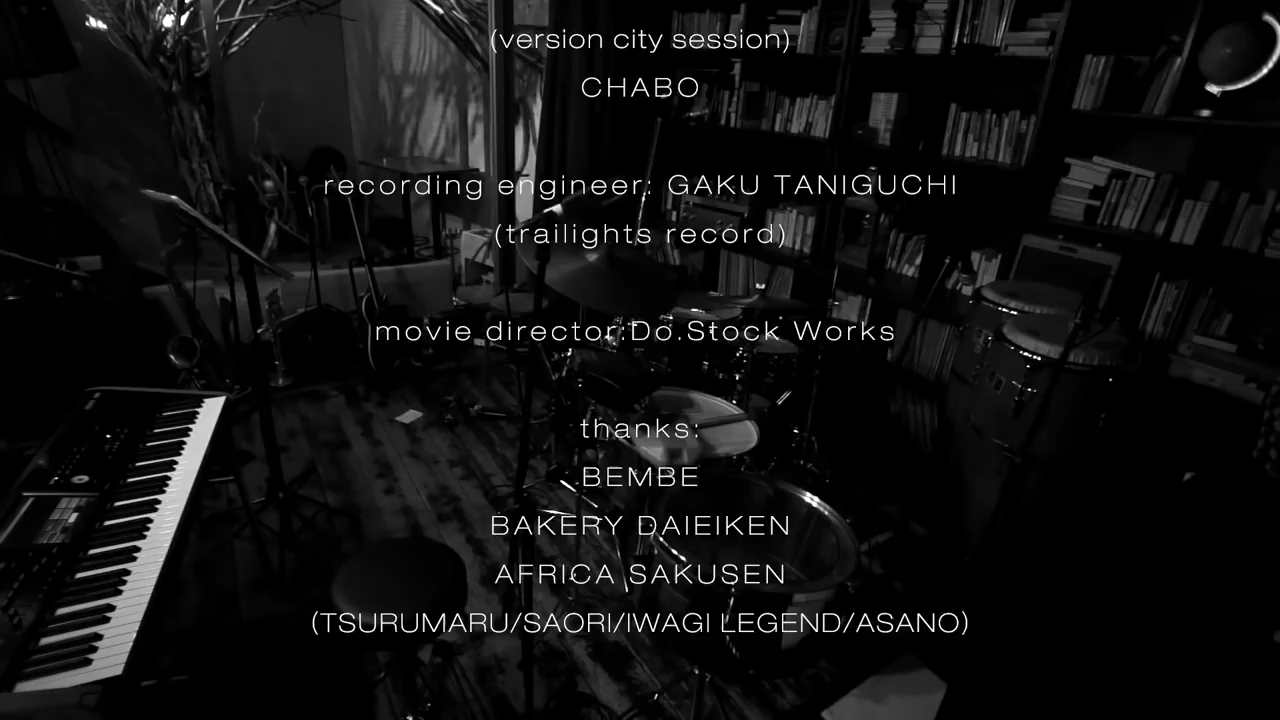 (version city session)
CHABO
recording engineer: GAKU TANIGUCHI
(trailights record)
movie director:Do.Stock Works
thanks:
BEMBE
BAKERY DAIEIKEN
AFRICA SAKUSEN
(TSURUMARU/SAORI/IWAGI LEGEND/ASANO)